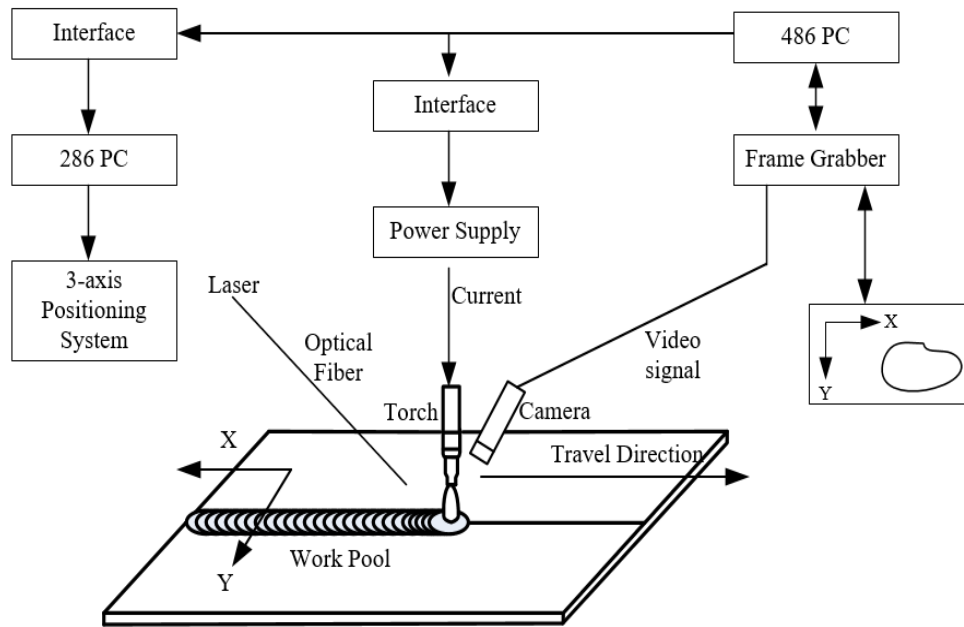 Interface
486 PC
Interface
286 PC
Frame Grabber
Power Supply
3-axis
Positioning
System
Laser
Current
Optical
Fiber
Video
signal
X
Y
Torch
Camera
X
Travel Direction
Work Pool
Y